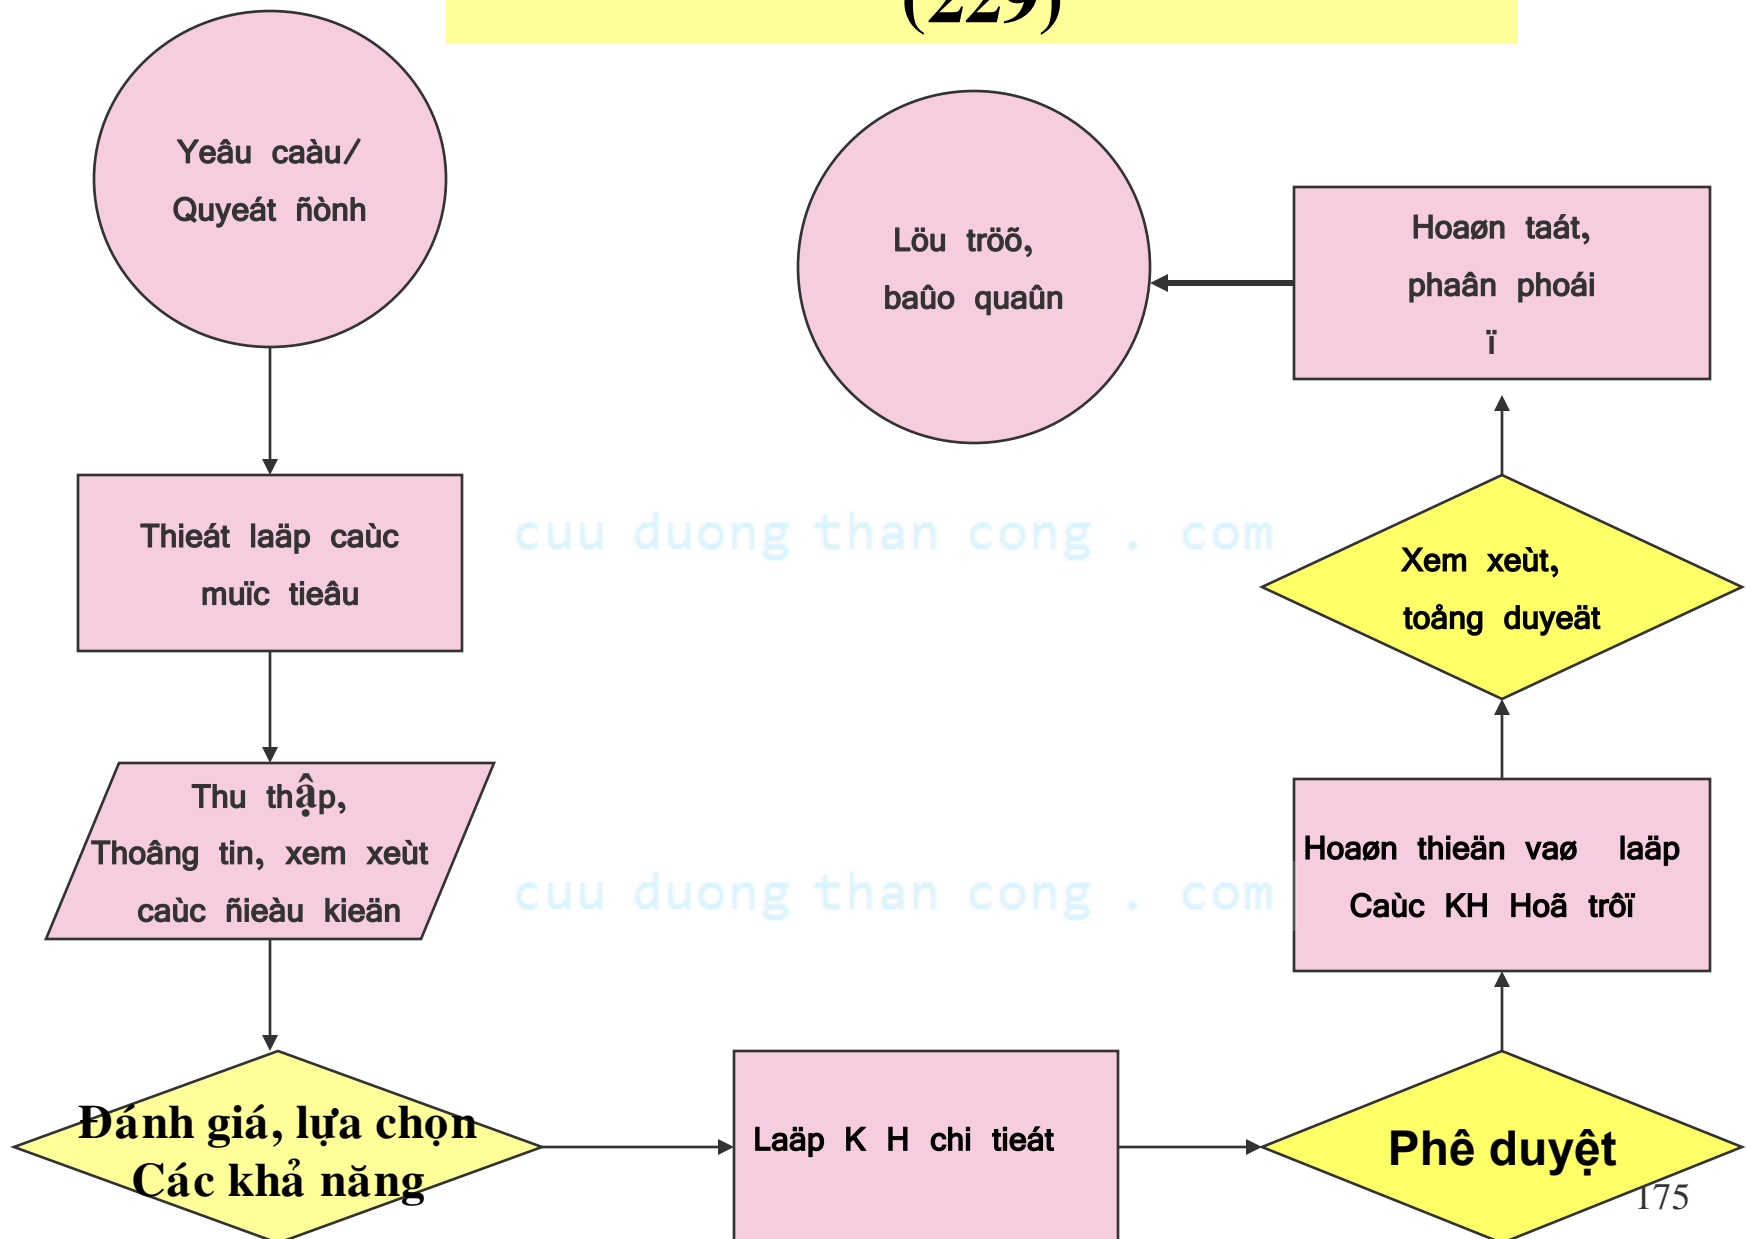 (229)
Yeâu caàu/
Quyeát ñònh
Thieát laäp caùc
muïc tieâu
Thu thập,
Thoâng tin, xem xeùt
caùc ñieàu kieän
Đánh giá, lựa chọn
Các khả năng
Laäp K H chi tieát
Phê duyệt
Hoaøn thieän vaø laäp
Caùc KH Hoã trôï
Xem xeùt,
toång duyeät
Hoaøn taát,
phaân phoái
ï
Löu tröõ,
baûo quaûn
cuu duong than cong . com
cuu duong than cong . com
175